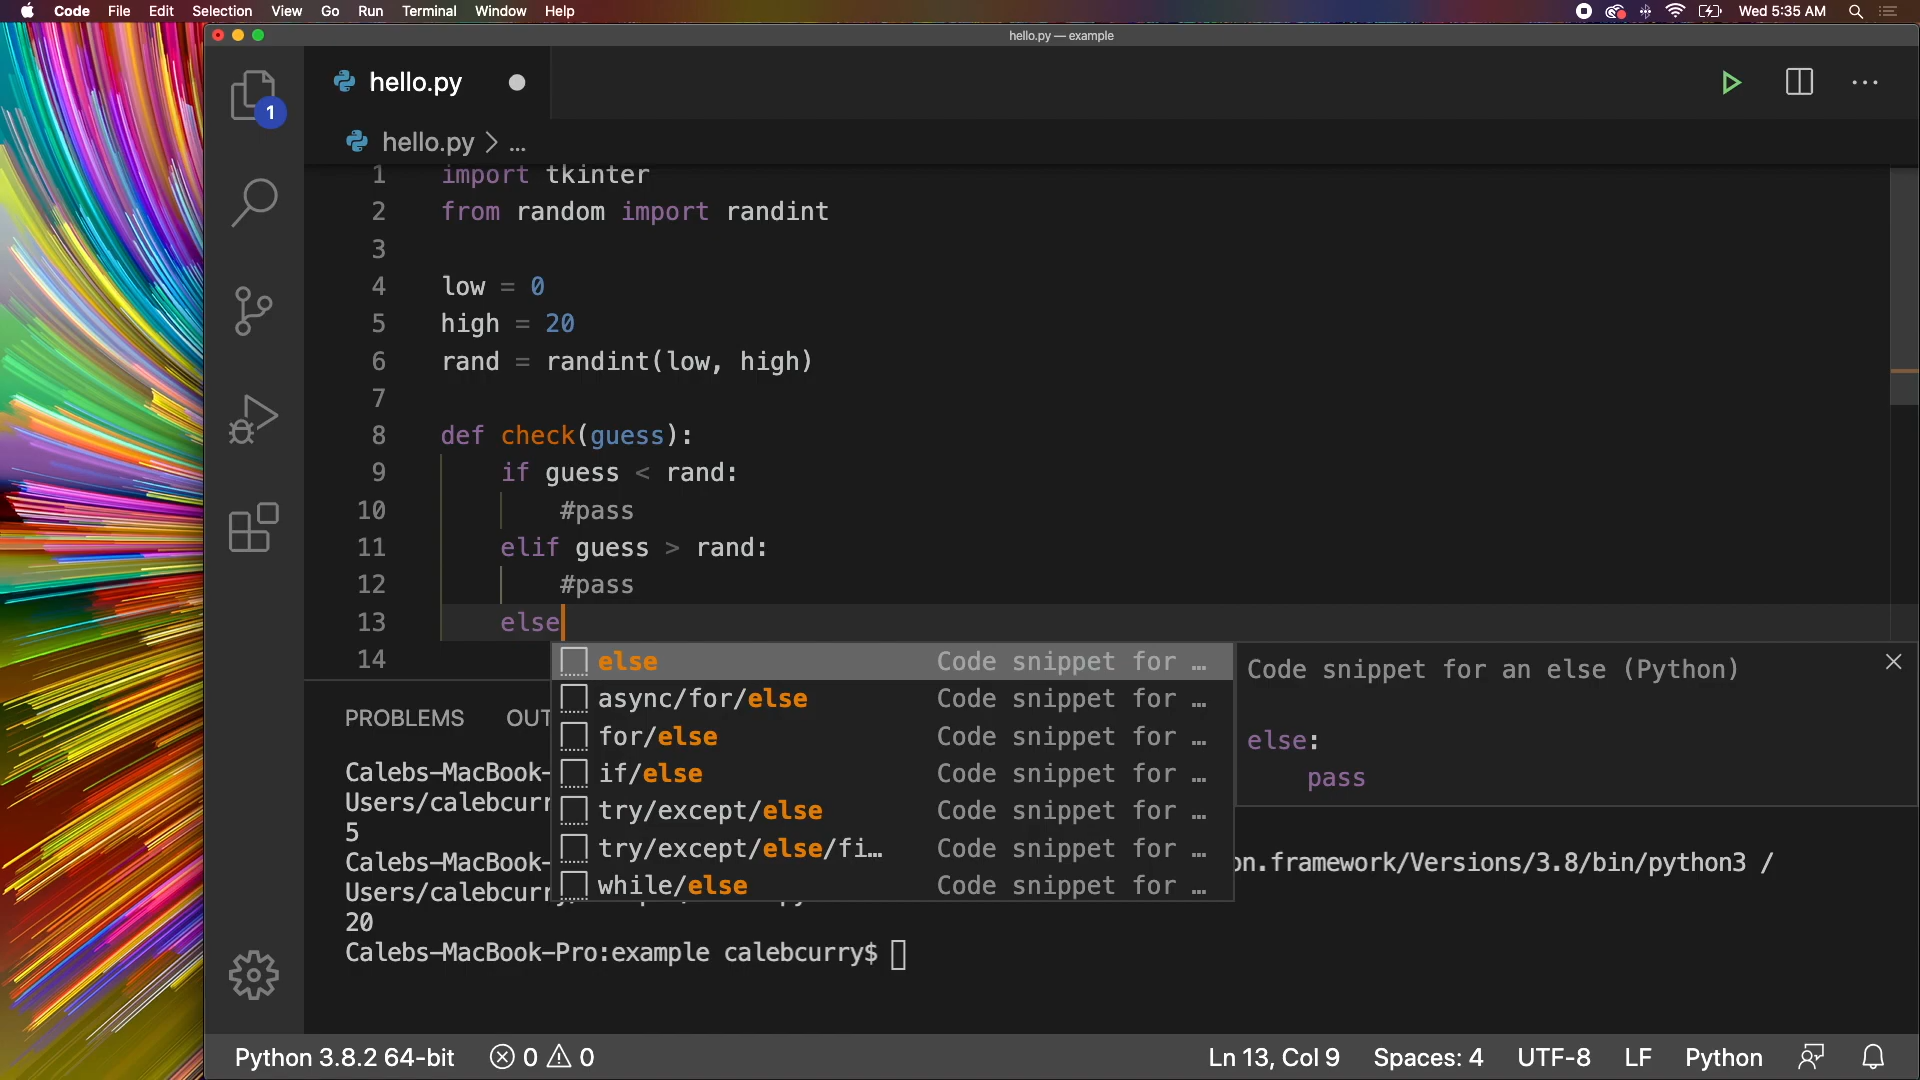 Code File Edit Selection View Go Run Terminal Window Help Wed 5:35 AM
hello.py — example
1
hello.py
hello.py > ...
1 import tkinter
2 from random import randint
3
4 low = 0
5 high = 20
6 rand = randint(low, high)
7
8 def check(guess):
9 if guess < rand:
10 #pass
11 elif guess > rand:
12 #pass
13 else
14
else Code snippet for …
async/for/else Code snippet for …
for/else Code snippet for …
if/else Code snippet for …
try/except/else Code snippet for …
try/except/else/fi… Code snippet for …
while/else Code snippet for …
Code snippet for an else (Python)
else:
pass
PROBLEMS OUT
Calebs-MacBook-
Users/calebcurr
5
Calebs-MacBook- on.framework/Versions/3.8/bin/python3 /
Users/calebcurr
20
Calebs-MacBook-Pro:example calebcurry$
Python 3.8.2 64-bit 0 0 Ln 13, Col 9 Spaces: 4 UTF-8 LF Python